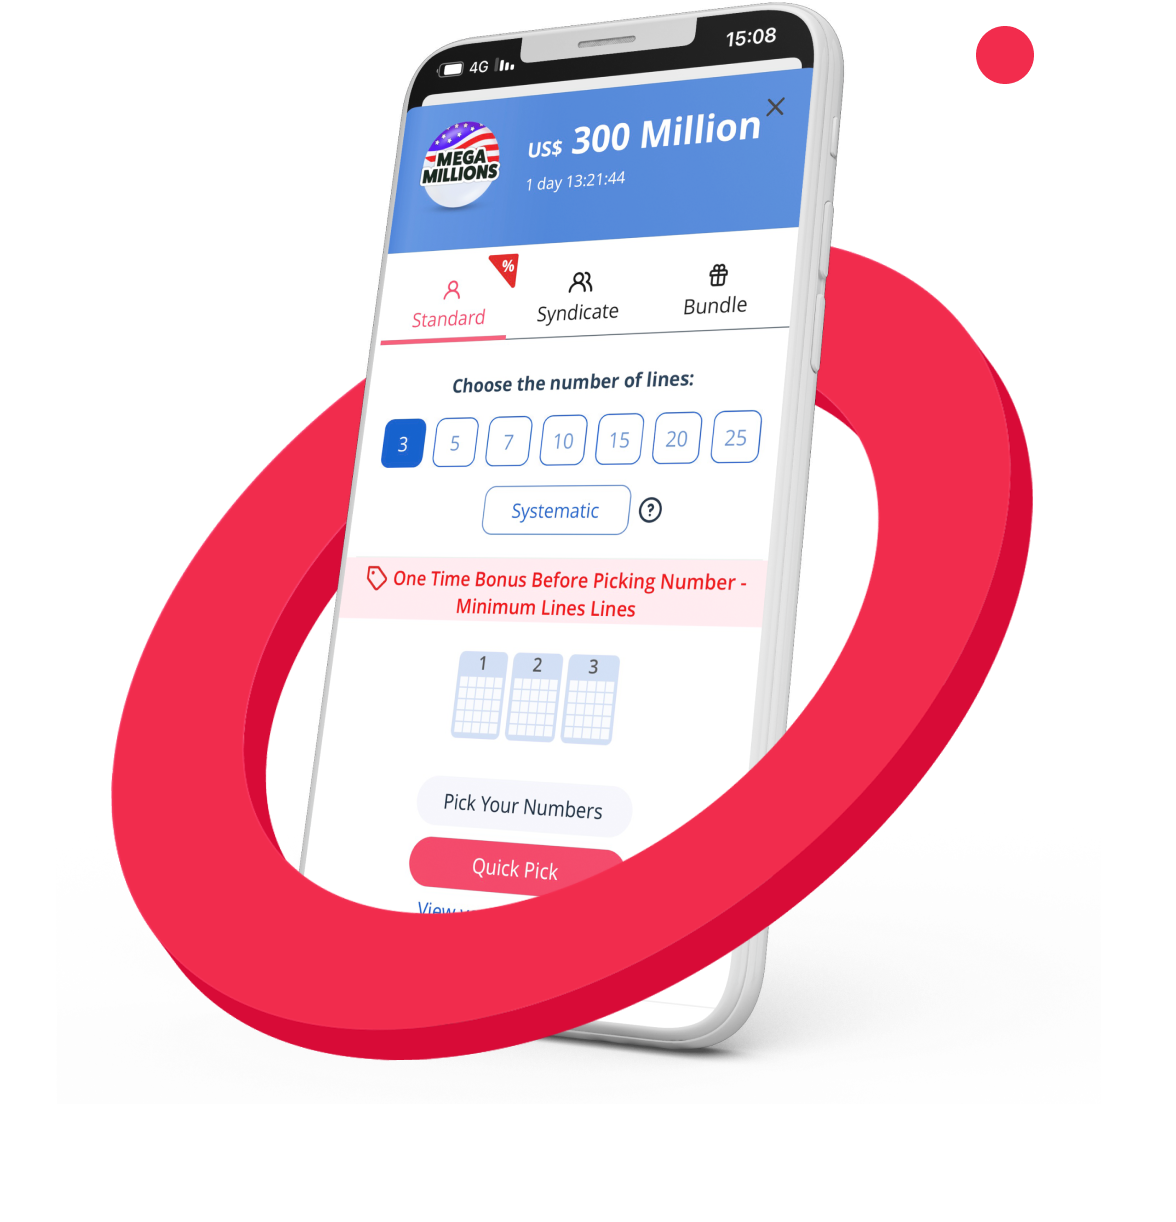 4G
15:08
MEGA
MILLIONS
US$ 300 Million
1 day 13:21:44
%
Standard
Syndicate
Bundle
Choose the number of lines:
3 5 7 10 15 20 25
Systematic ?
One Time Bonus Before Picking Number -
Minimum Lines Lines
1 2 3
Pick Your Numbers
Quick Pick
View